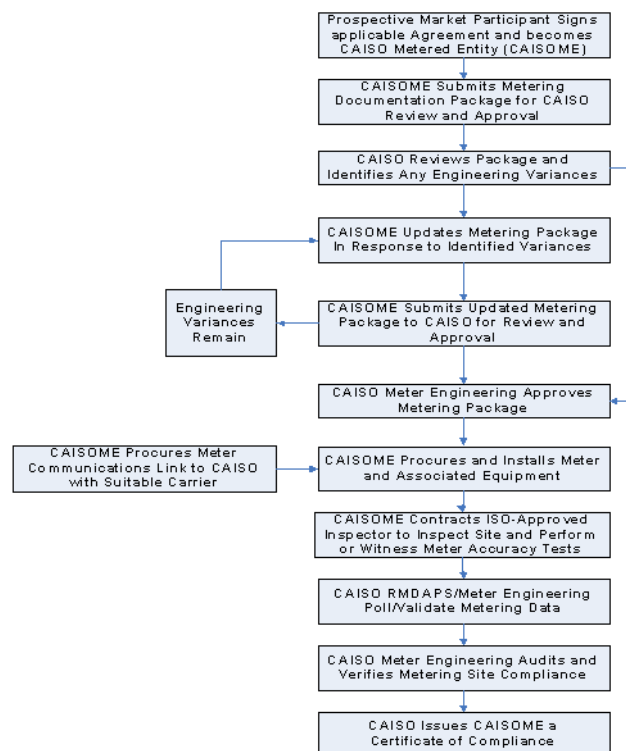 Prospective Market Participant Signs
applicable Agreement and becomes
CAISO Metered Entity (CAISOME)
CAISOME Submits Metering
Documentation Package for CAISO
Review and Approval
CAISO Reviews Package and
Identifies Any Engineering Variances
CAISOME Updates Metering Package
In Response to Identified Variances
Engineering
Variances
Remain
CAISOME Submits Updated Metering
Package to CAISO for Review and
Approval
CAISO Meter Engineering Approves
Metering Package
CAISOME Procures Meter
Communications Link to CAISO
with Suitable Carrier
CAISOME Procures and Installs Meter
and Associated Equipment
CAISOME Contracts ISO-Approved
Inspector to Inspect Site and Perform
or Witness Meter Accuracy Tests
CAISO RMDAPS/Meter Engineering
Poll/Validate Metering Data
CAISO Meter Engineering Audits and
Verifies Metering Site Compliance
CAISO Issues CAISOME a
Certificate of Compliance